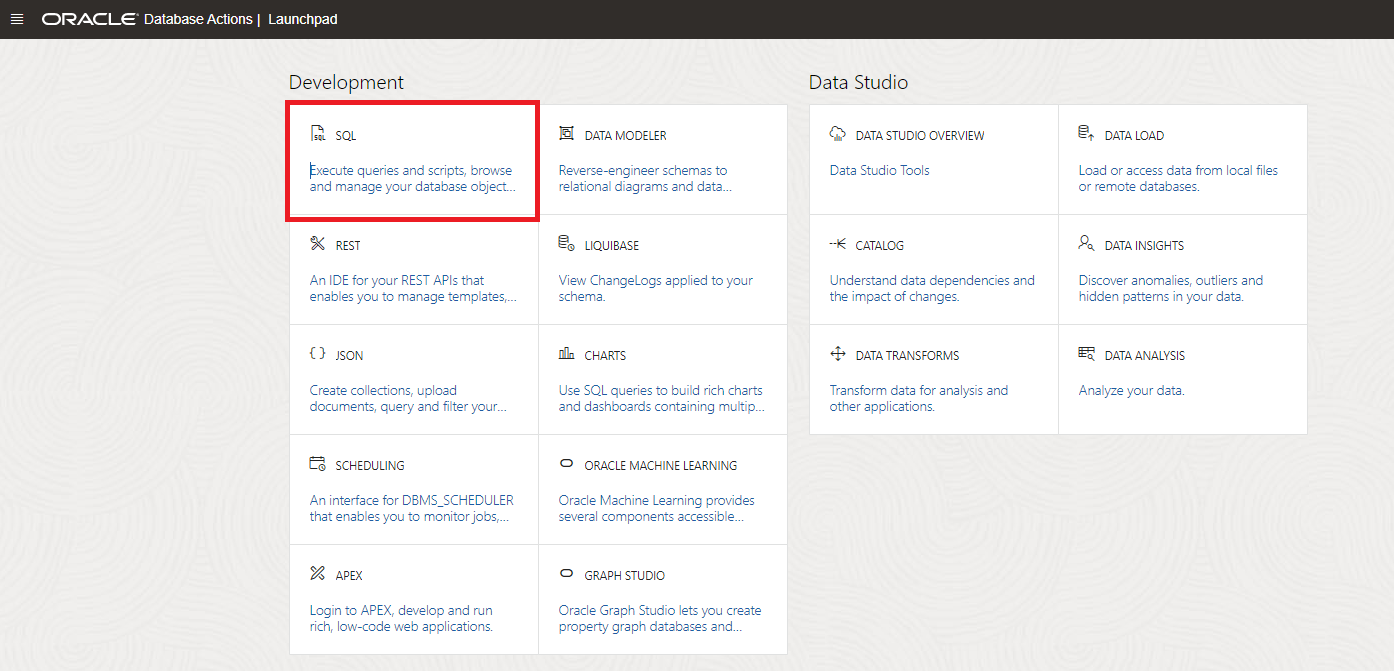 ORACLE Database Actions | Launchpad
Development
SQL
Execute queries and scripts, browse
and manage your database object...
DATA MODELER
Reverse-engineer schemas to
relational diagrams and data...
REST
An IDE for your REST APIs that
enables you to manage templates,...
LIQUIBASE
View ChangeLogs applied to your
schema.
JSON
Create collections, upload
documents, query and filter your...
CHARTS
Use SQL queries to build rich charts
and dashboards containing multip...
SCHEDULING
An interface for DBMS_SCHEDULER
that enables you to monitor jobs,...
ORACLE MACHINE LEARNING
Oracle Machine Learning provides
several components accessible...
APEX
Login to APEX, develop and run
rich, low-code web applications.
GRAPH STUDIO
Oracle Graph Studio lets you create
property graph databases and...
Data Studio
DATA STUDIO OVERVIEW
Data Studio Tools
DATA LOAD
Load or access data from local files
or remote databases.
CATALOG
Understand data dependencies and
the impact of changes.
DATA INSIGHTS
Discover anomalies, outliers and
hidden patterns in your data.
DATA TRANSFORMS
Transform data for analysis and
other applications.
DATA ANALYSIS
Analyze your data.